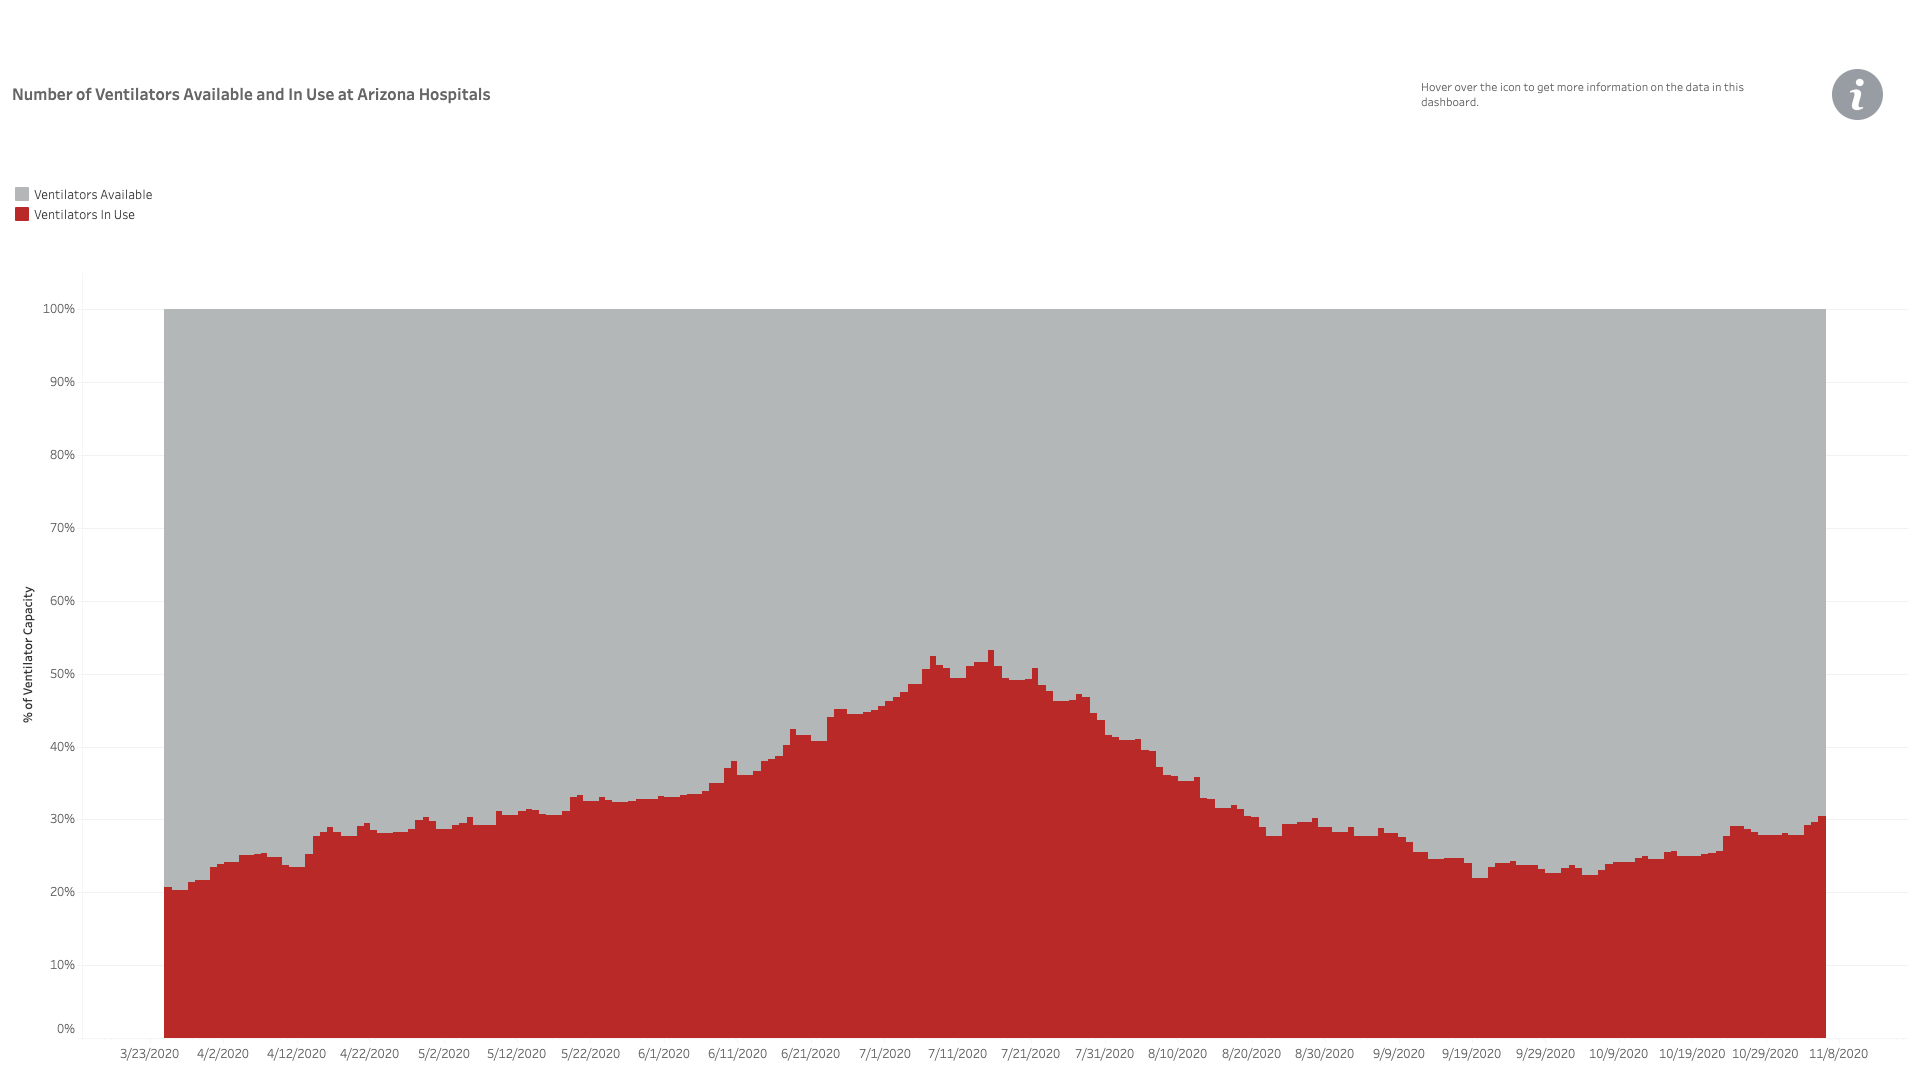 Number of Ventilators Available and In Use at Arizona Hospitals
Hover over the icon to get more information on the data in this
dashboard.
i
Ventilators Available
Ventilators In Use
% of Ventilator Capacity
100%
90%
80%
70%
60%
50%
40%
30%
20%
10%
0%
3/23/2020 4/2/2020 4/12/2020 4/22/2020 5/2/2020 5/12/2020 5/22/2020 6/1/2020 6/11/2020 6/21/2020 7/1/2020 7/11/2020 7/21/2020 7/31/2020 8/10/2020 8/20/2020 8/30/2020 9/9/2020 9/19/2020 9/29/2020 10/9/2020 10/19/2020 10/29/2020 11/8/2020